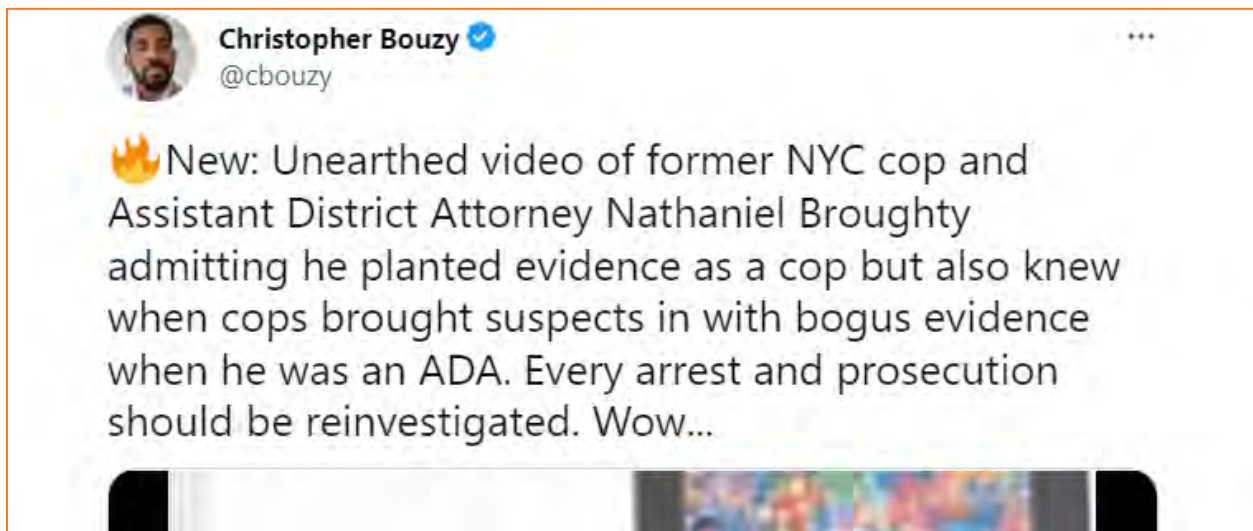 Christopher Bouzy
@cbouzy
🔥New: Unearthed video of former NYC cop and
Assistant District Attorney Nathaniel Broughty
admitting he planted evidence as a cop but also knew
when cops brought suspects in with bogus evidence
when he was an ADA. Every arrest and prosecution
should be reinvestigated. Wow...